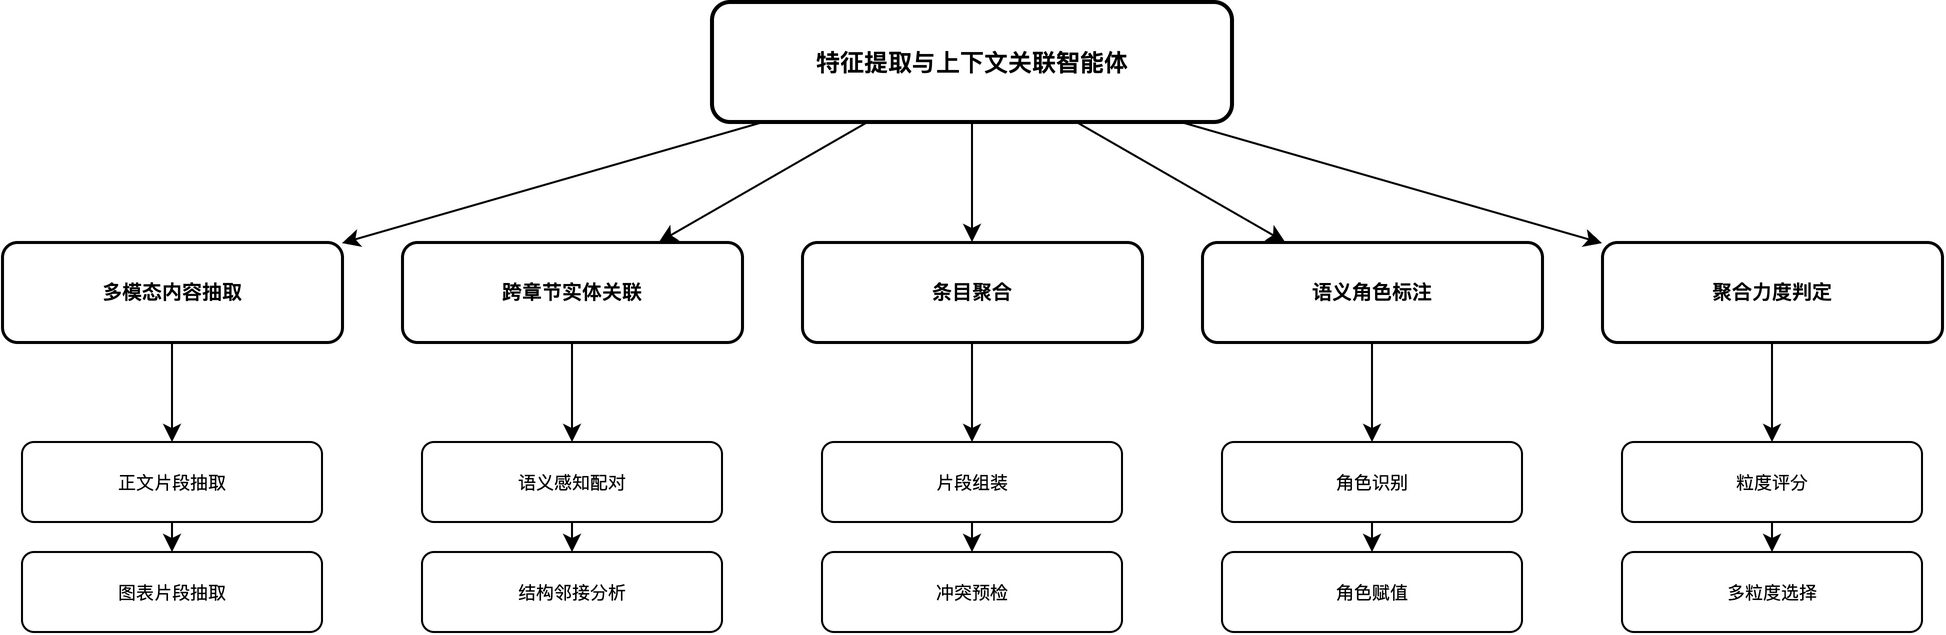 特征提取与上下文关联智能体
多模态内容抽取
跨章节实体关联
条目聚合
语义角色标注
聚合力度判定
正文片段抽取
语义感知配对
片段组装
角色识别
粒度评分
图表片段抽取
结构邻接分析
冲突预检
角色赋值
多粒度选择